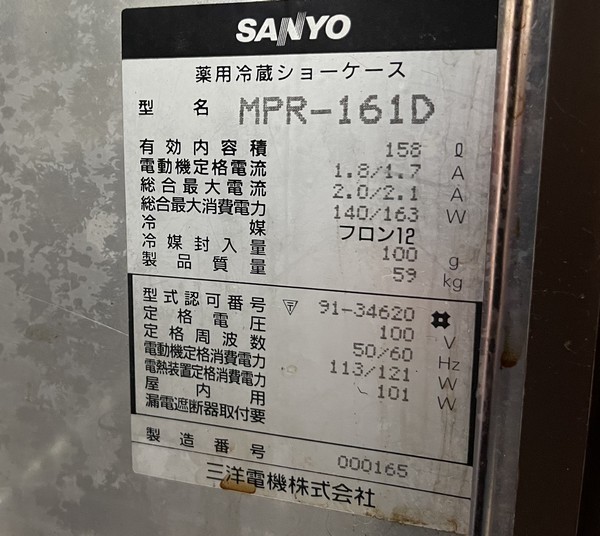 SANYO
薬用冷蔵ショーケース
型名 MPR-161D
有効内容積 158 ℓ
電動機定格電流 1.8/1.7 A
総合最大電流 2.0/2.1 A
総合最大消費電力 140/163 W
冷媒 フロン12
冷媒封入量 100 g
製品質量 59 kg
型式認可番号 〒 91-34620
定格電圧 100 V
定格周波数 50/60 Hz
電動機定格消費電力 113/121 W
電熱装置定格消費電力 101 W
屋内用
漏電遮断器取付要
製造番号 000165
三洋電機株式会社